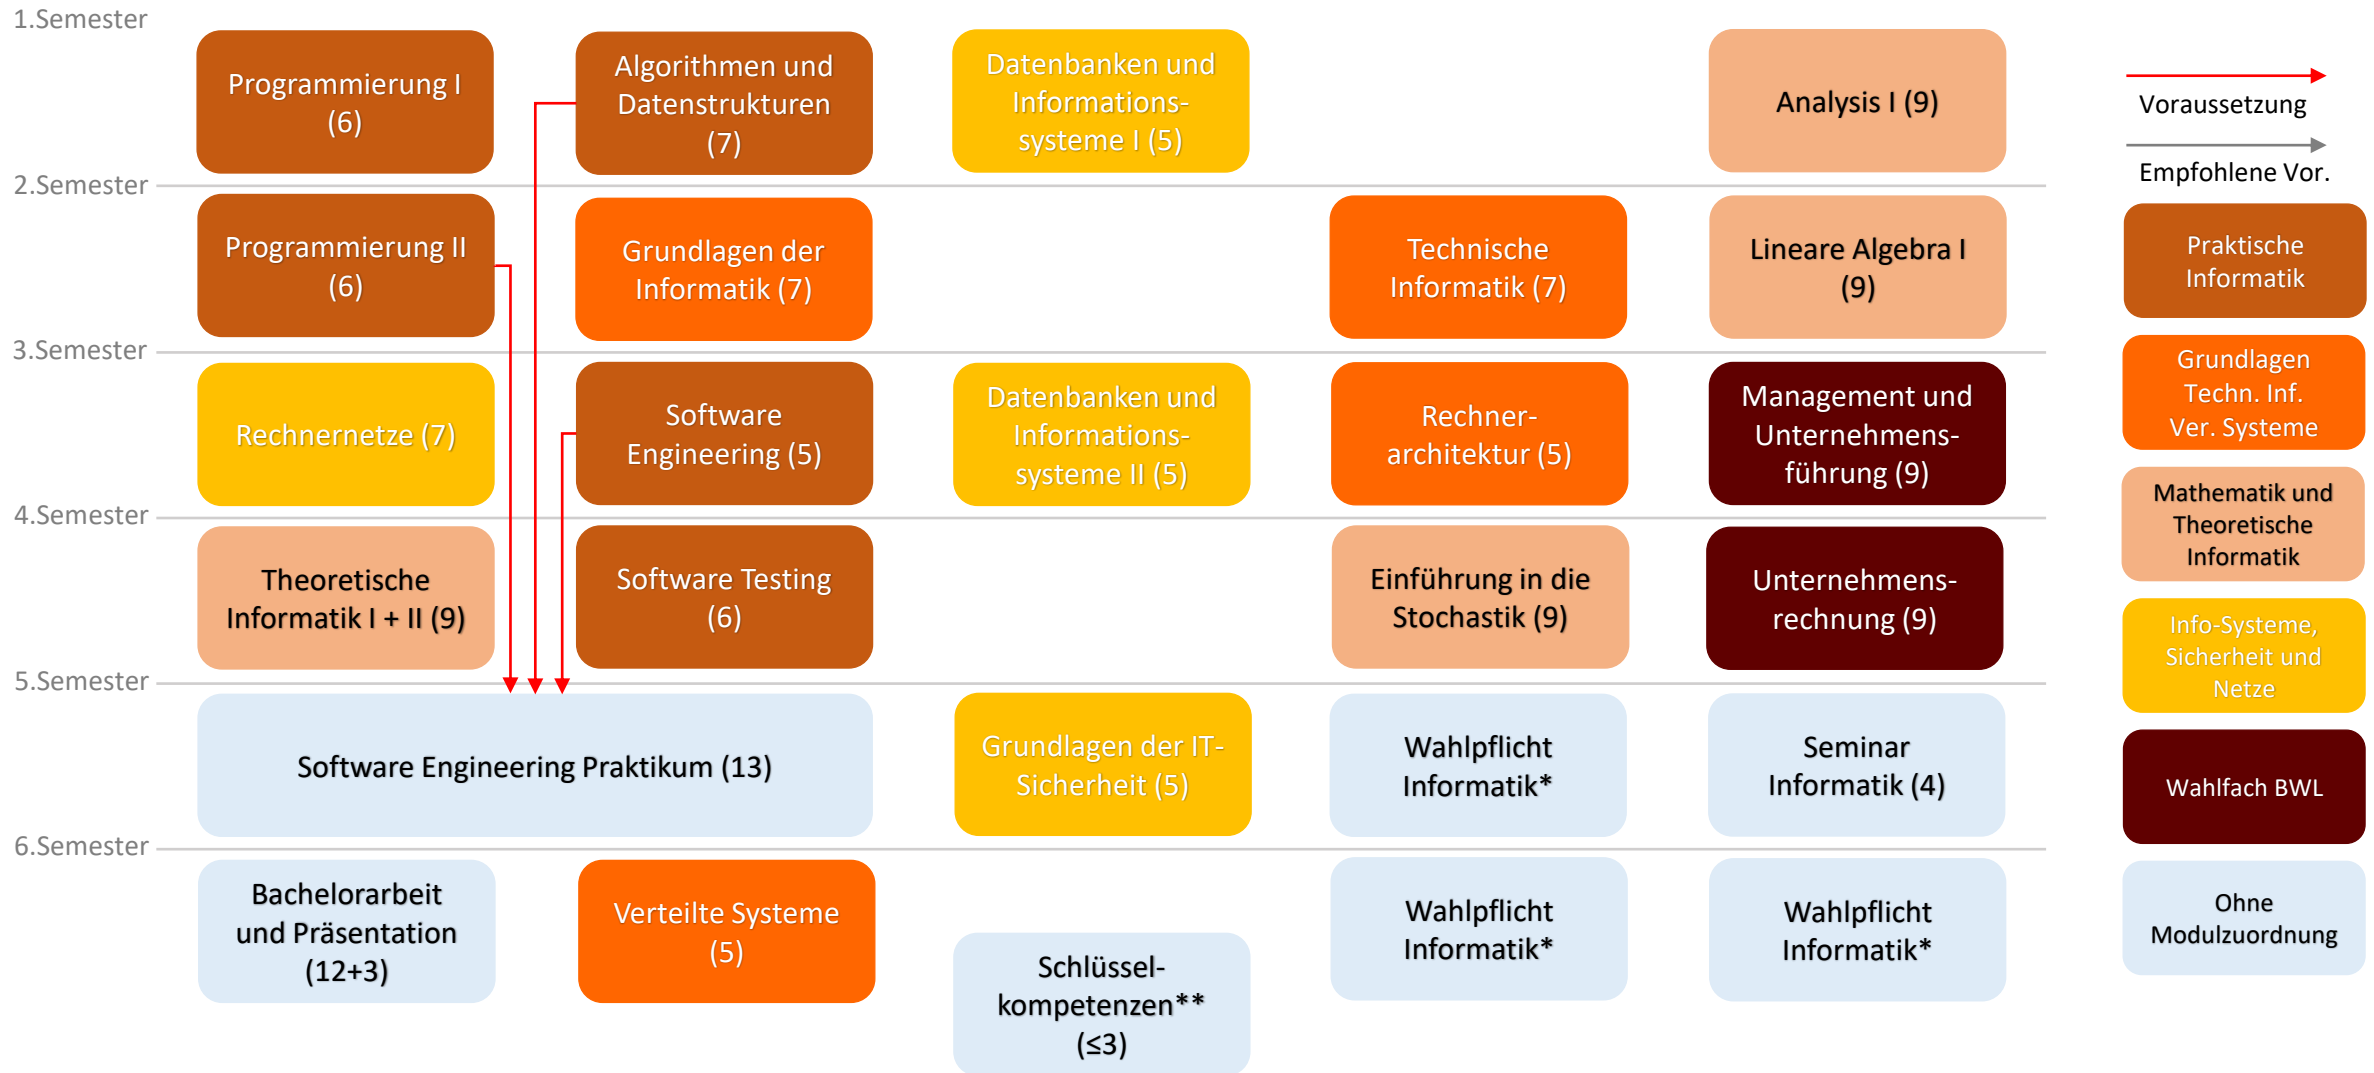 1.Semester
Programmierung I
(6)
Algorithmen und
Datenstrukturen
(7)
Datenbanken und
Informations-
systeme I (5)
Analysis I (9)
2.Semester
Programmierung II
(6)
Grundlagen der
Informatik (7)
Technische
Informatik (7)
Lineare Algebra I
(9)
3.Semester
Rechnernetze (7)
Software
Engineering (5)
Datenbanken und
Informations-
systeme II (5)
Rechner-
architektur (5)
Management und
Unternehmens-
führung (9)
4.Semester
Theoretische
Informatik I + II (9)
Software Testing
(6)
Einführung in die
Stochastik (9)
Unternehmens-
rechnung (9)
5.Semester
Software Engineering Praktikum (13)
Grundlagen der IT-
Sicherheit (5)
Wahlpflicht
Informatik*
Seminar
Informatik (4)
6.Semester
Bachelorarbeit
und Präsentation
(12+3)
Verteilte Systeme
(5)
Schlüssel-
kompetenzen**
(≤3)
Wahlpflicht
Informatik*
Wahlpflicht
Informatik*
Voraussetzung
Empfohlene Vor.
Praktische
Informatik
Grundlagen
Techn. Inf.
Ver. Systeme
Mathematik und
Theoretische
Informatik
Info-Systeme,
Sicherheit und
Netze
Wahlfach BWL
Ohne
Modulzuordnung